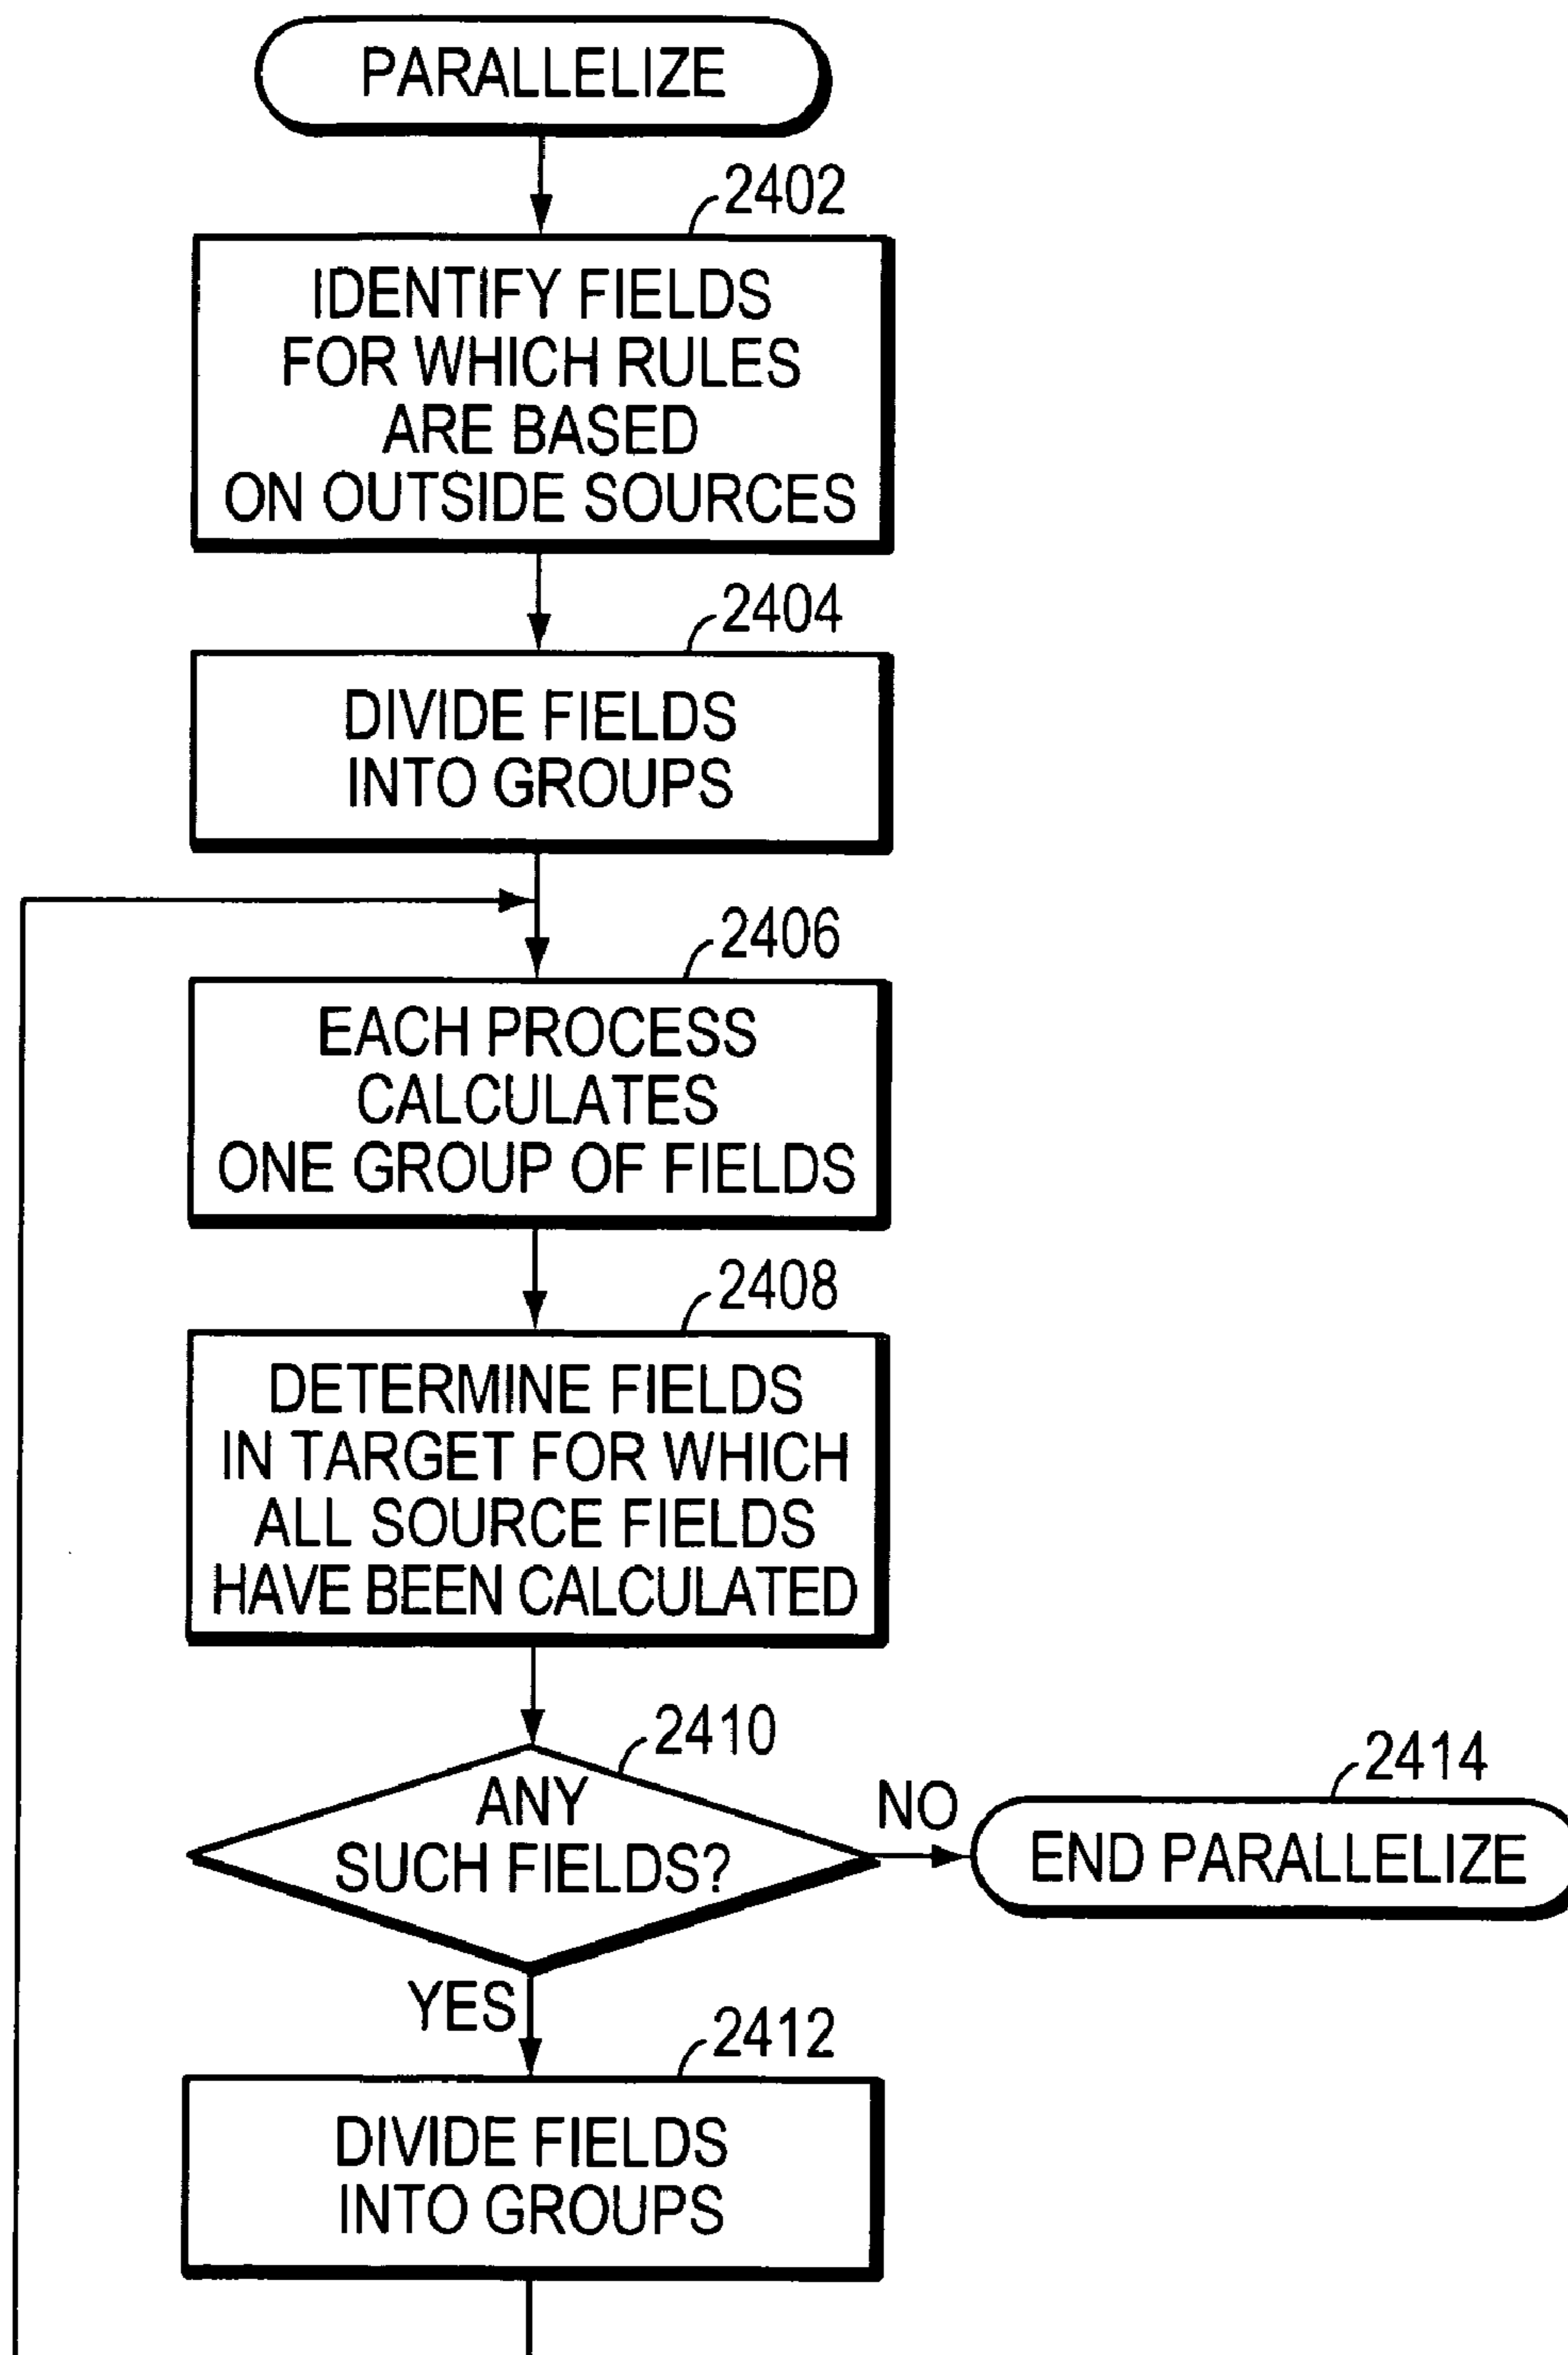 PARALLELIZE
2402
IDENTIFY FIELDS
FOR WHICH RULES
ARE BASED
ON OUTSIDE SOURCES
2404
DIVIDE FIELDS
INTO GROUPS
2406
EACH PROCESS
CALCULATES
ONE GROUP OF FIELDS
2408
DETERMINE FIELDS
IN TARGET FOR WHICH
ALL SOURCE FIELDS
HAVE BEEN CALCULATED
2410
ANY
SUCH FIELDS?
NO
2414
END PARALLELIZE
YES
2412
DIVIDE FIELDS
INTO GROUPS